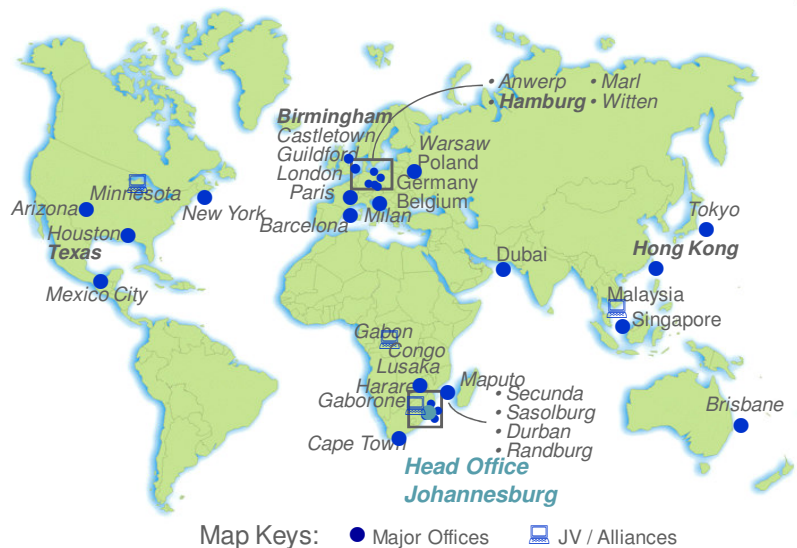 • Anwerp • Marl
• Hamburg • Witten
Birmingham
Castletown
Guildford
London
Paris
Barcelona
Milan
Warsaw
Poland
Germany
Belgium
Minnesota
Arizona
New York
Houston
Texas
Mexico City
Tokyo
Hong Kong
Dubai
Malaysia
Singapore
Gabon
Congo
Lusaka
Harare
Gaborone
Maputo
• Secunda
• Sasolburg
• Durban
• Randburg
Brisbane
Cape Town
Head Office
Johannesburg
Map Keys: Major Offices JV / Alliances